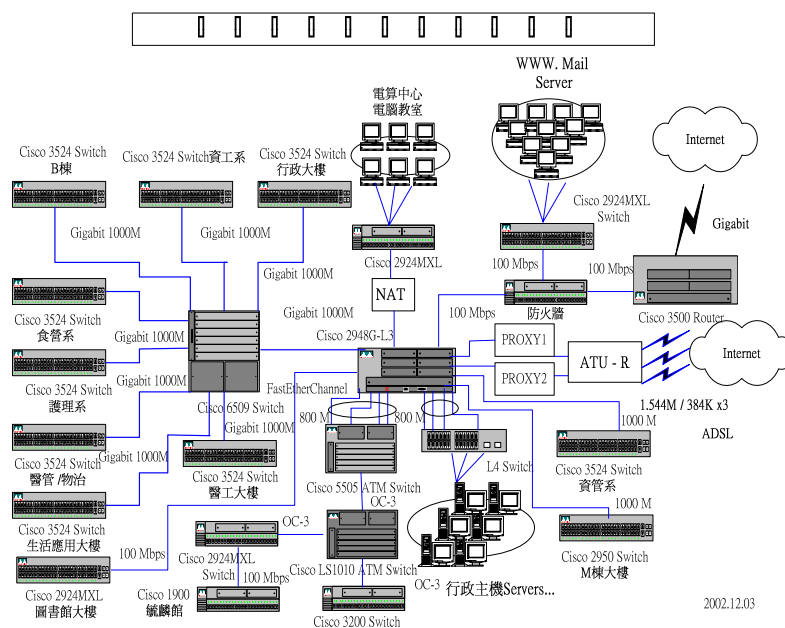 WWW. Mail
Server
電算中心
電腦教室
Internet
Cisco 3524 Switch
B棟
Cisco 3524 Switch資工系
Cisco 3524 Switch
行政大樓
Cisco 2924MXL
Switch
Gigabit
Gigabit 1000M
Gigabit 1000M
Gigabit 1000M
Cisco 2924MXL
100 Mbps
100 Mbps
NAT
防火牆
Cisco 3500 Router
Cisco 3524 Switch
食營系
Gigabit 1000M
Gigabit 1000M
100 Mbps
Cisco 2948G-L3
PROXY1
PROXY2
ATU - R
Internet
Cisco 3524 Switch
護理系
Gigabit 1000M
Cisco 6509 Switch
FastEtherChannel
1.544M / 384K x3
ADSL
800 M
800 M
1000 M
Gigabit 1000M
Cisco 3524 Switch
醫管 /物治
Gigabit 1000M
Cisco 3524 Switch
醫工大樓
Cisco 5505 ATM Switch
L4 Switch
Cisco 3524 Switch
資管系
OC-3
1000 M
Cisco 3524 Switch
生活應用大樓
OC-3
100 Mbps
Cisco 2924MXL
Switch
Cisco LS1010 ATM Switch
Cisco 2950 Switch
M棟大樓
Cisco 2924MXL
圖書館大樓
100 Mbps
Cisco 1900
毓麟館
OC-3
行政主機Servers...
Cisco 3200 Switch
2002.12.03